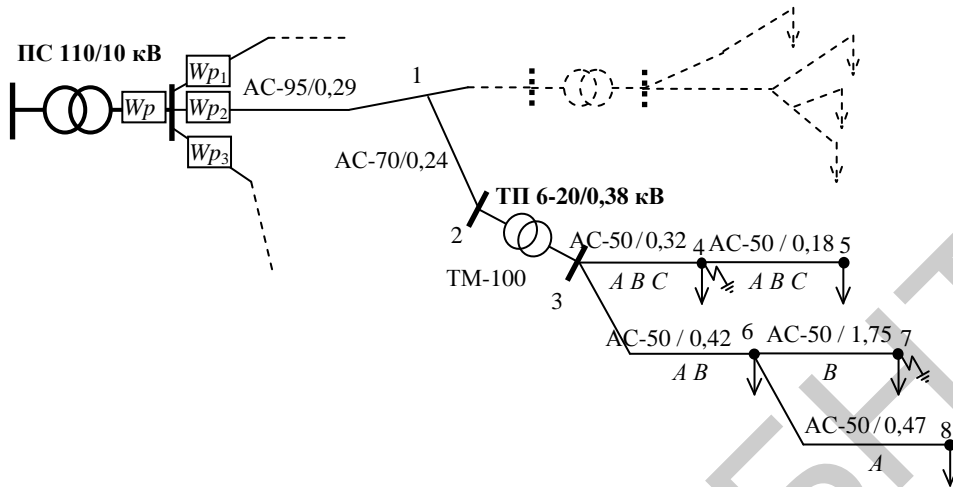 ПС 110/10 кВ
Wp
Wp1
Wp2
Wp3
АС-95/0,29
1
АС-70/0,24
2
ТП 6-20/0,38 кВ
ТМ-100
3
АС-50/0,32
A B C
4
АС-50 / 0,18
A B C
5
АС-50 / 0,42
A B
6
АС-50 / 1,75
B
7
АС-50 / 0,47
A
8
БНТ